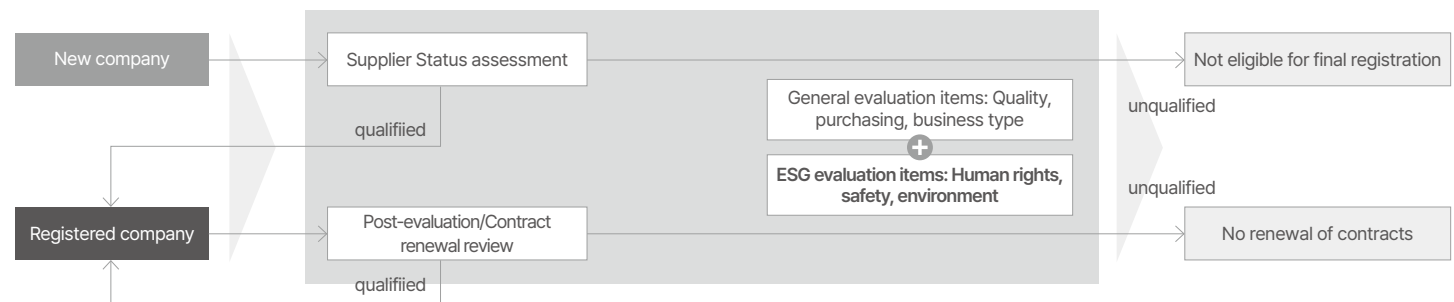 New company
Supplier Status assessment
Not eligible for final registration
General evaluation items: Quality,
purchasing, business type
unqualified
qualifiied
ESG evaluation items: Human rights,
safety, environment
unqualified
Registered company
Post-evaluation/Contract
renewal review
No renewal of contracts
qualifiied